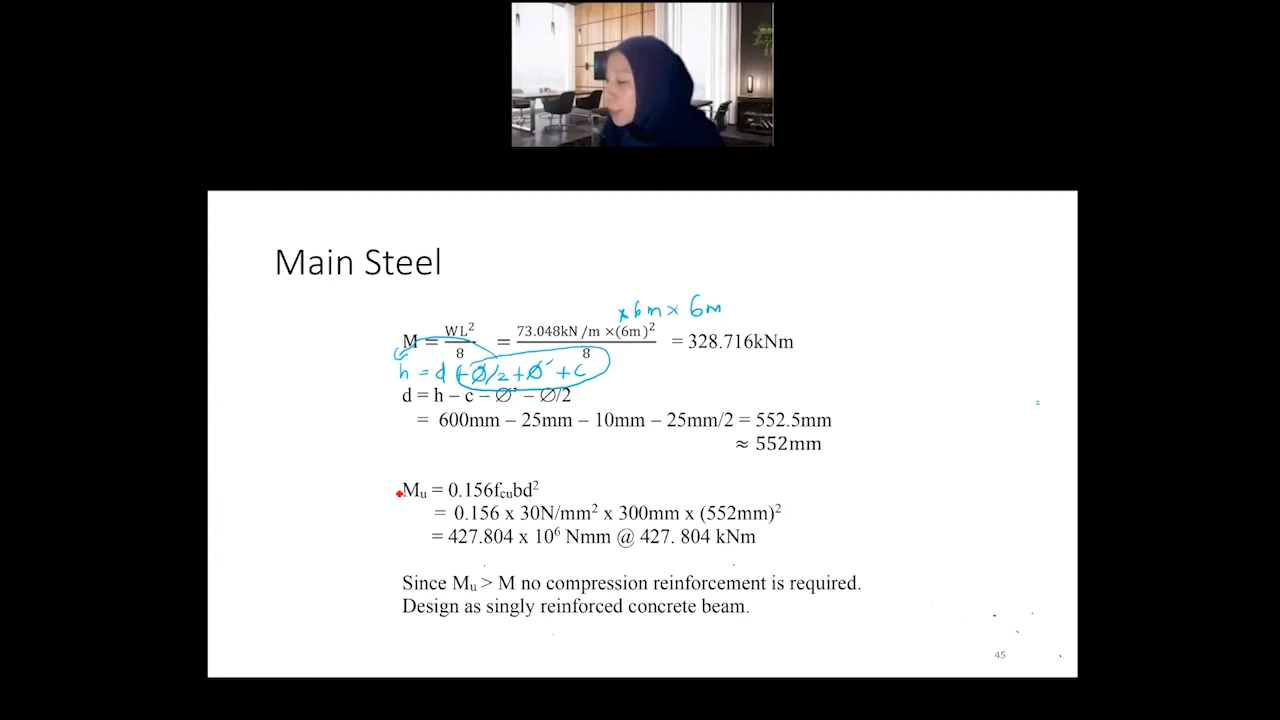 Main Steel
× 6m × 6m
M = WL²/8 = 73.048kN /m ×(6m)²/8 = 328.716kNm
h = d + Ø/2 + Ø' + c
d = h – c – Ø' – Ø/2
= 600mm – 25mm – 10mm – 25mm/2 = 552.5mm
≈ 552mm
Mᵤ = 0.156f꜀ᵤbd²
= 0.156 x 30N/mm² x 300mm x (552mm)²
= 427.804 x 10⁶ Nmm @ 427. 804 kNm
Since Mᵤ > M no compression reinforcement is required.
Design as singly reinforced concrete beam.
45